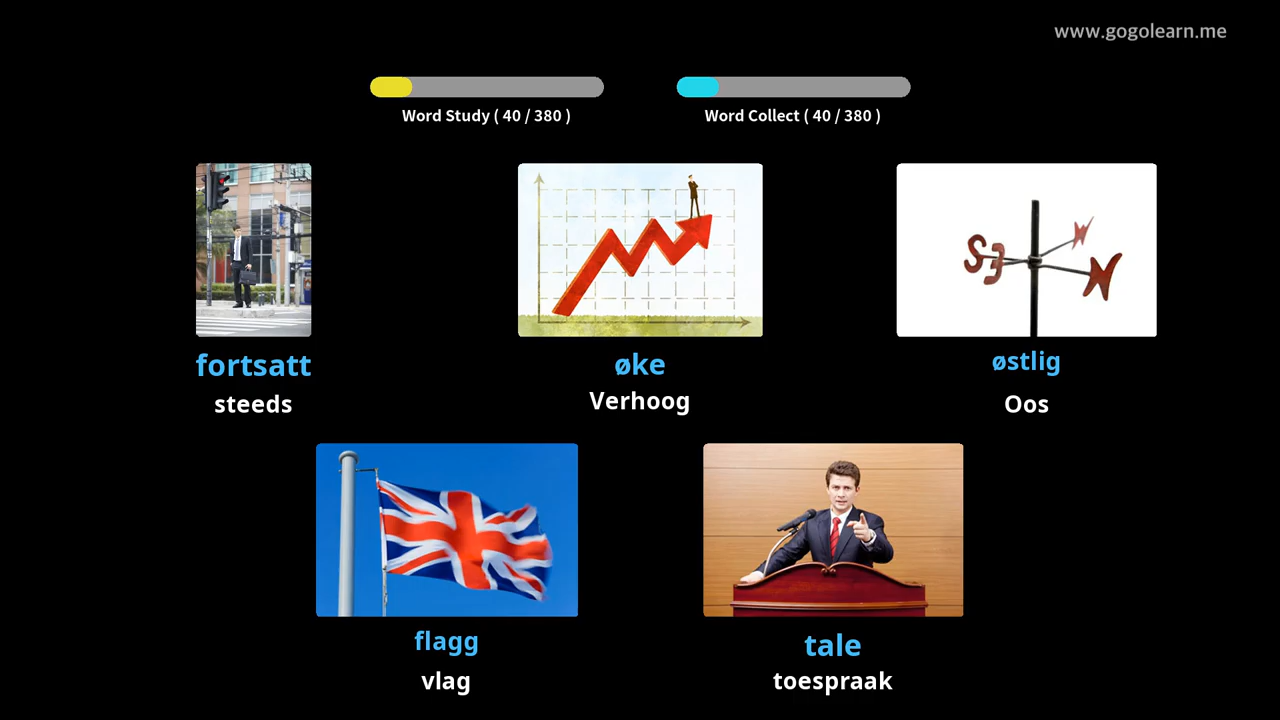 www.gogolearn.me
Word Study ( 40 / 380 )
Word Collect ( 40 / 380 )
fortsatt
steeds
øke
Verhoog
østlig
Oos
flagg
vlag
tale
toespraak